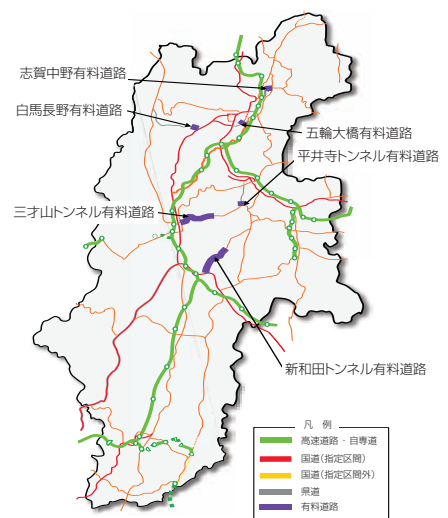 志賀中野有料道路
白馬長野有料道路
五輪大橋有料道路
平井寺トンネル有料道路
三才山トンネル有料道路
新和田トンネル有料道路
凡 例
高速道路・自専道
国道(指定区間)
国道(指定区間外)
県道
有料道路